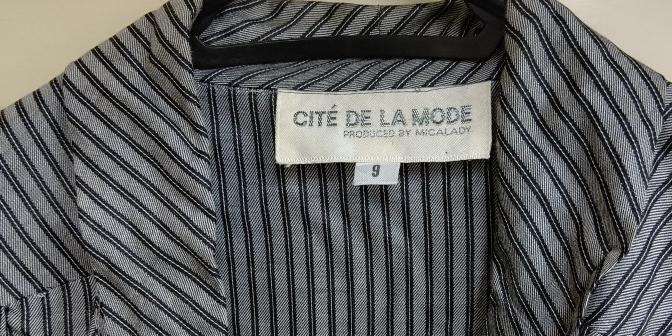 CITÉ DE LA MODE
PRODUCED BY MICALADY
9